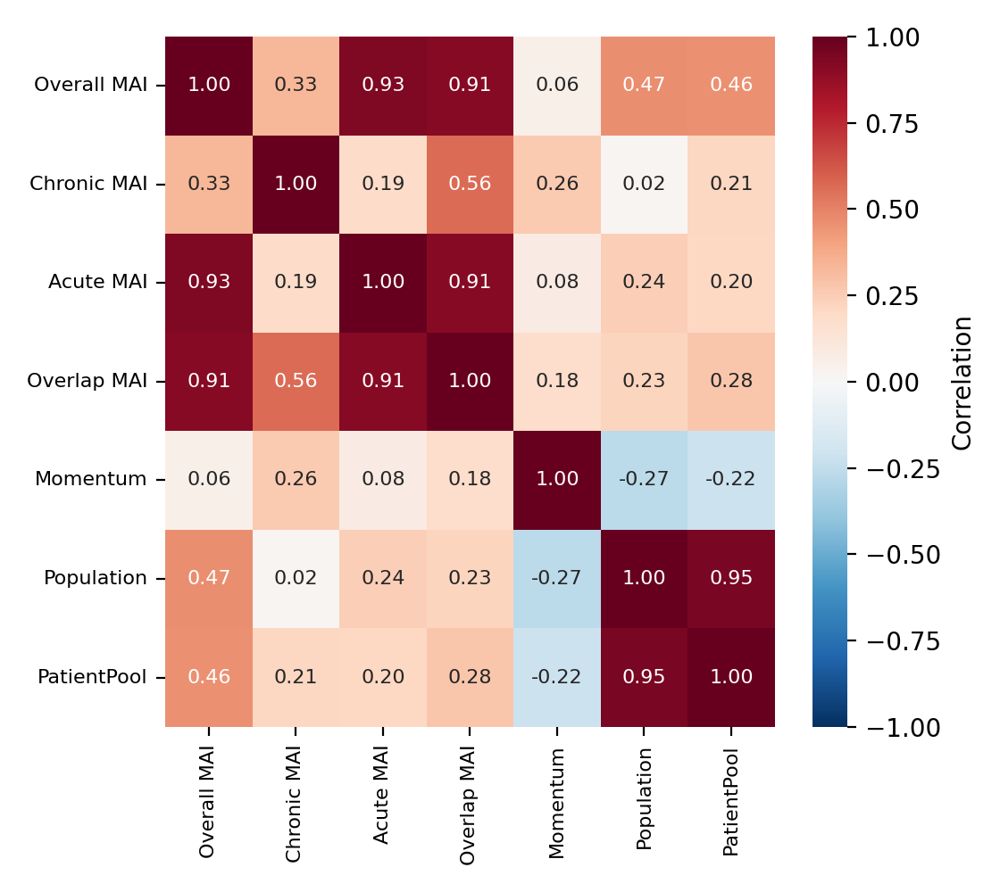 Overall MAI 1.00 0.33 0.93 0.91 0.06 0.47 0.46
Chronic MAI 0.33 1.00 0.19 0.56 0.26 0.02 0.21
Acute MAI 0.93 0.19 1.00 0.91 0.08 0.24 0.20
Overlap MAI 0.91 0.56 0.91 1.00 0.18 0.23 0.28
Momentum 0.06 0.26 0.08 0.18 1.00 -0.27 -0.22
Population 0.47 0.02 0.24 0.23 -0.27 1.00 0.95
PatientPool 0.46 0.21 0.20 0.28 -0.22 0.95 1.00
Overall MAI
Chronic MAI
Acute MAI
Overlap MAI
Momentum
Population
PatientPool
1.00
0.75
0.50
0.25
0.00
−0.25
−0.50
−0.75
−1.00
Correlation